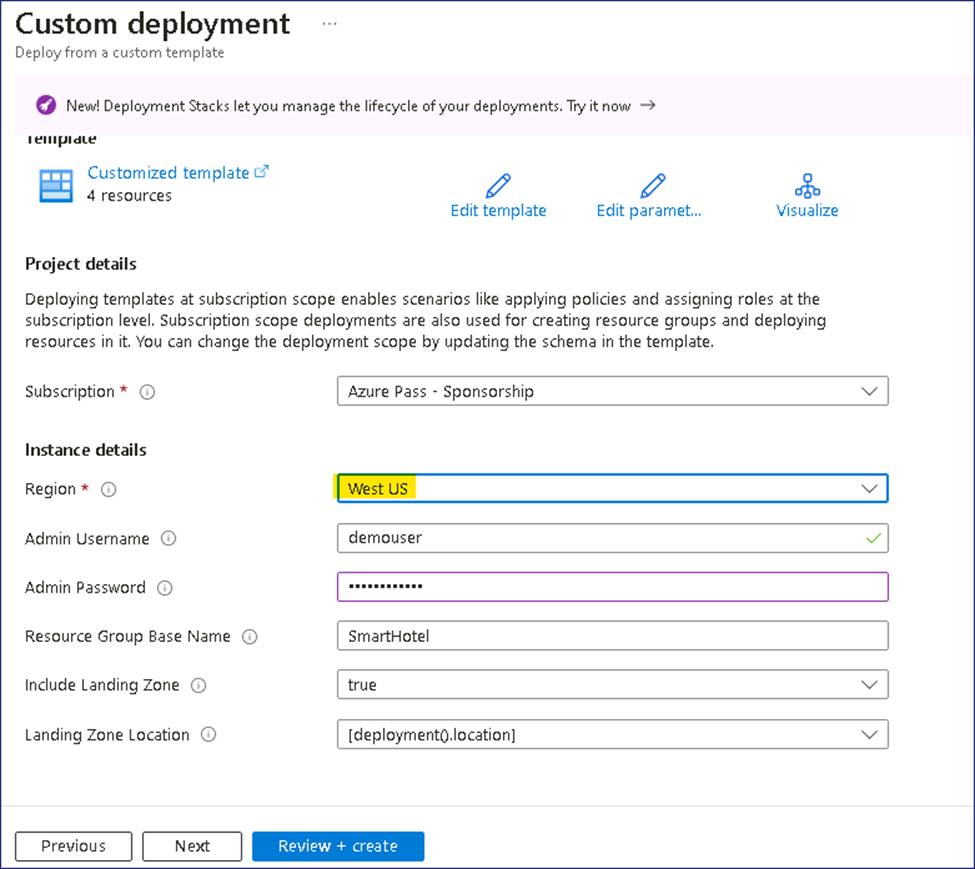 Custom deployment ...
Deploy from a custom template
New! Deployment Stacks let you manage the lifecycle of your deployments. Try it now →
Template
Customized template
4 resources
Edit template
Edit paramet...
Visualize
Project details
Deploying templates at subscription scope enables scenarios like applying policies and assigning roles at the
subscription level. Subscription scope deployments are also used for creating resource groups and deploying
resources in it. You can change the deployment scope by updating the schema in the template.
Subscription * Azure Pass - Sponsorship
Instance details
Region * West US
Admin Username demouser
Admin Password ••••••••••••
Resource Group Base Name SmartHotel
Include Landing Zone true
Landing Zone Location [deployment().location]
Previous Next Review + create